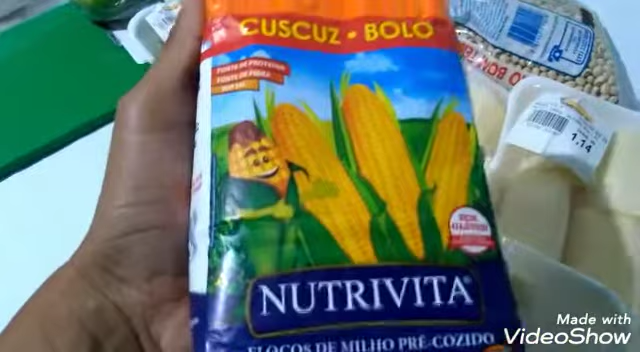 CUSCUZ • BOLO
FONTE DE PROTEÍNA
FONTE DE FIBRA
NUTRIVITA
FLOCOS DE MILHO PRÉ-COZIDO
1.14
Made with
VideoShow